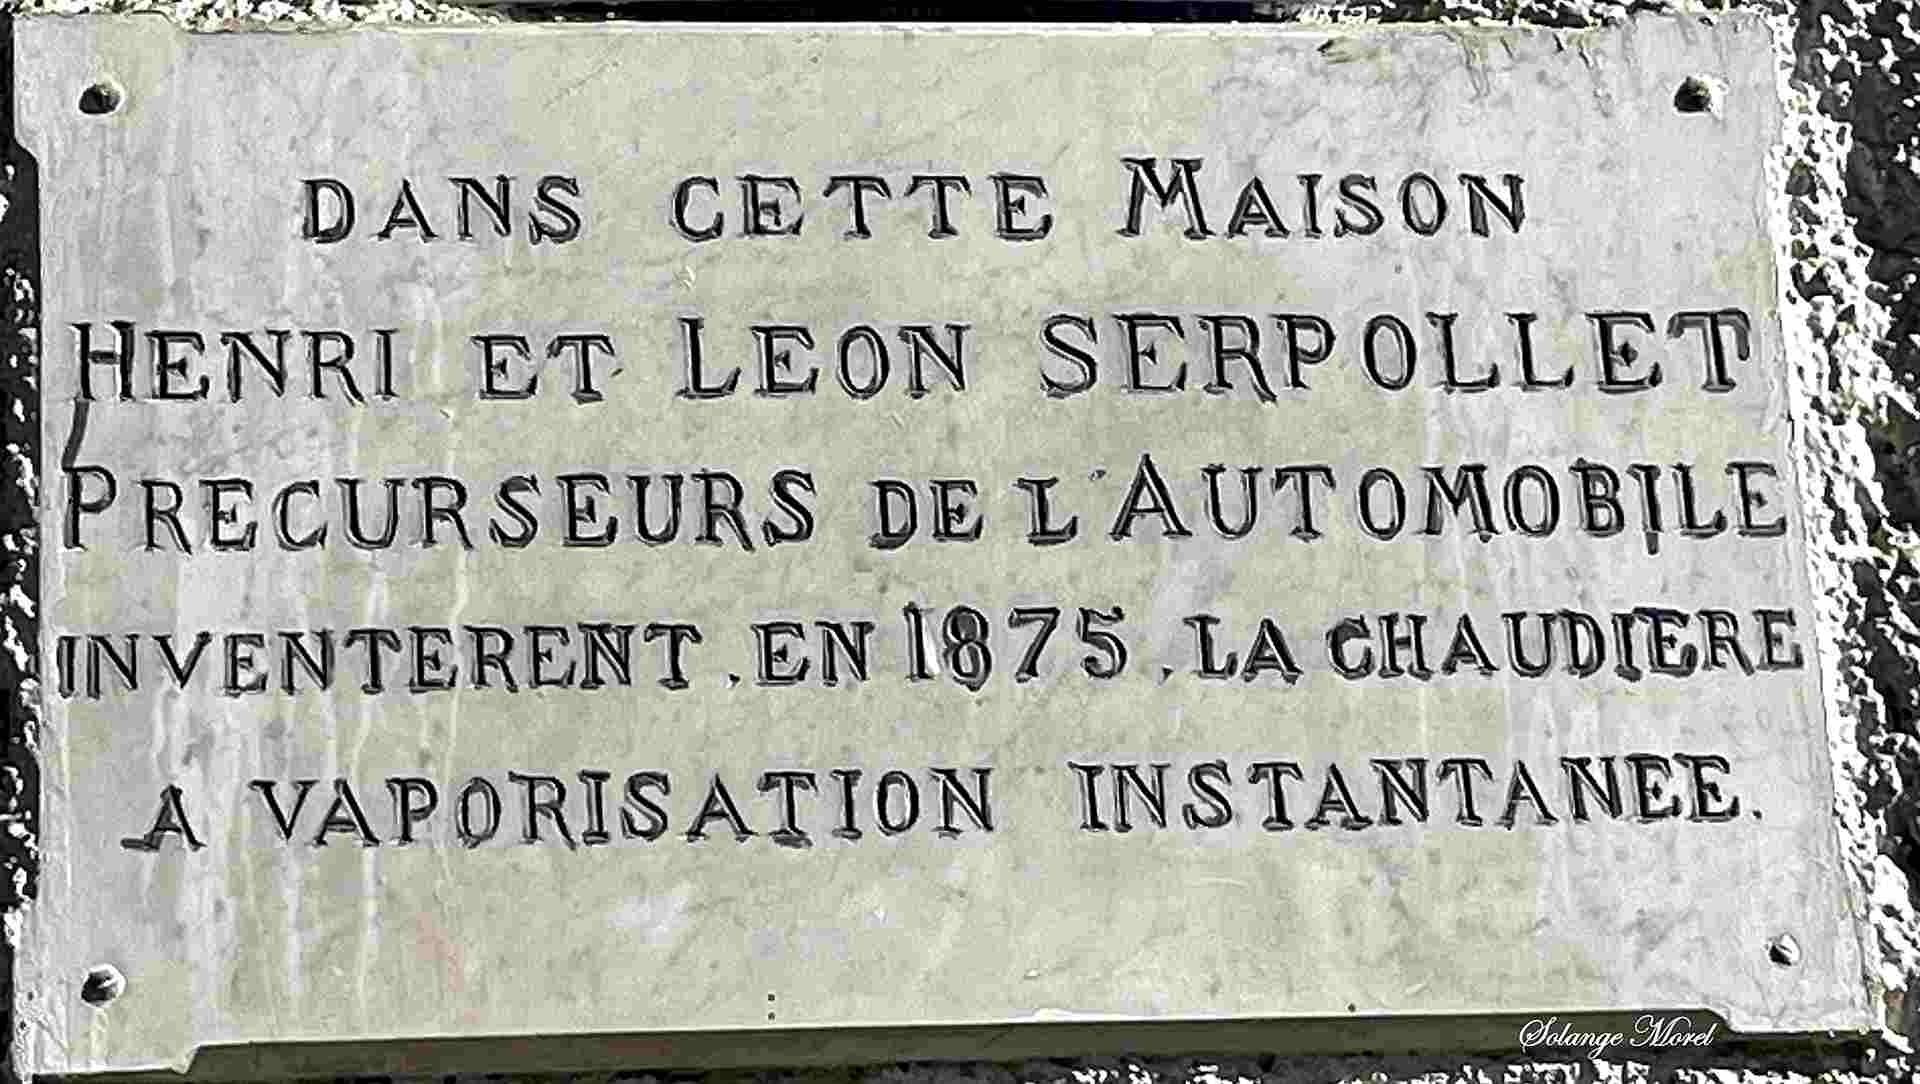 DANS CETTE MAISON
HENRI ET LEON SERPOLLET
PRECURSEURS DE L'AUTOMOBILE
INVENTERENT, EN 1875, LA CHAUDIERE
A VAPORISATION INSTANTANEE.
Solange Morel